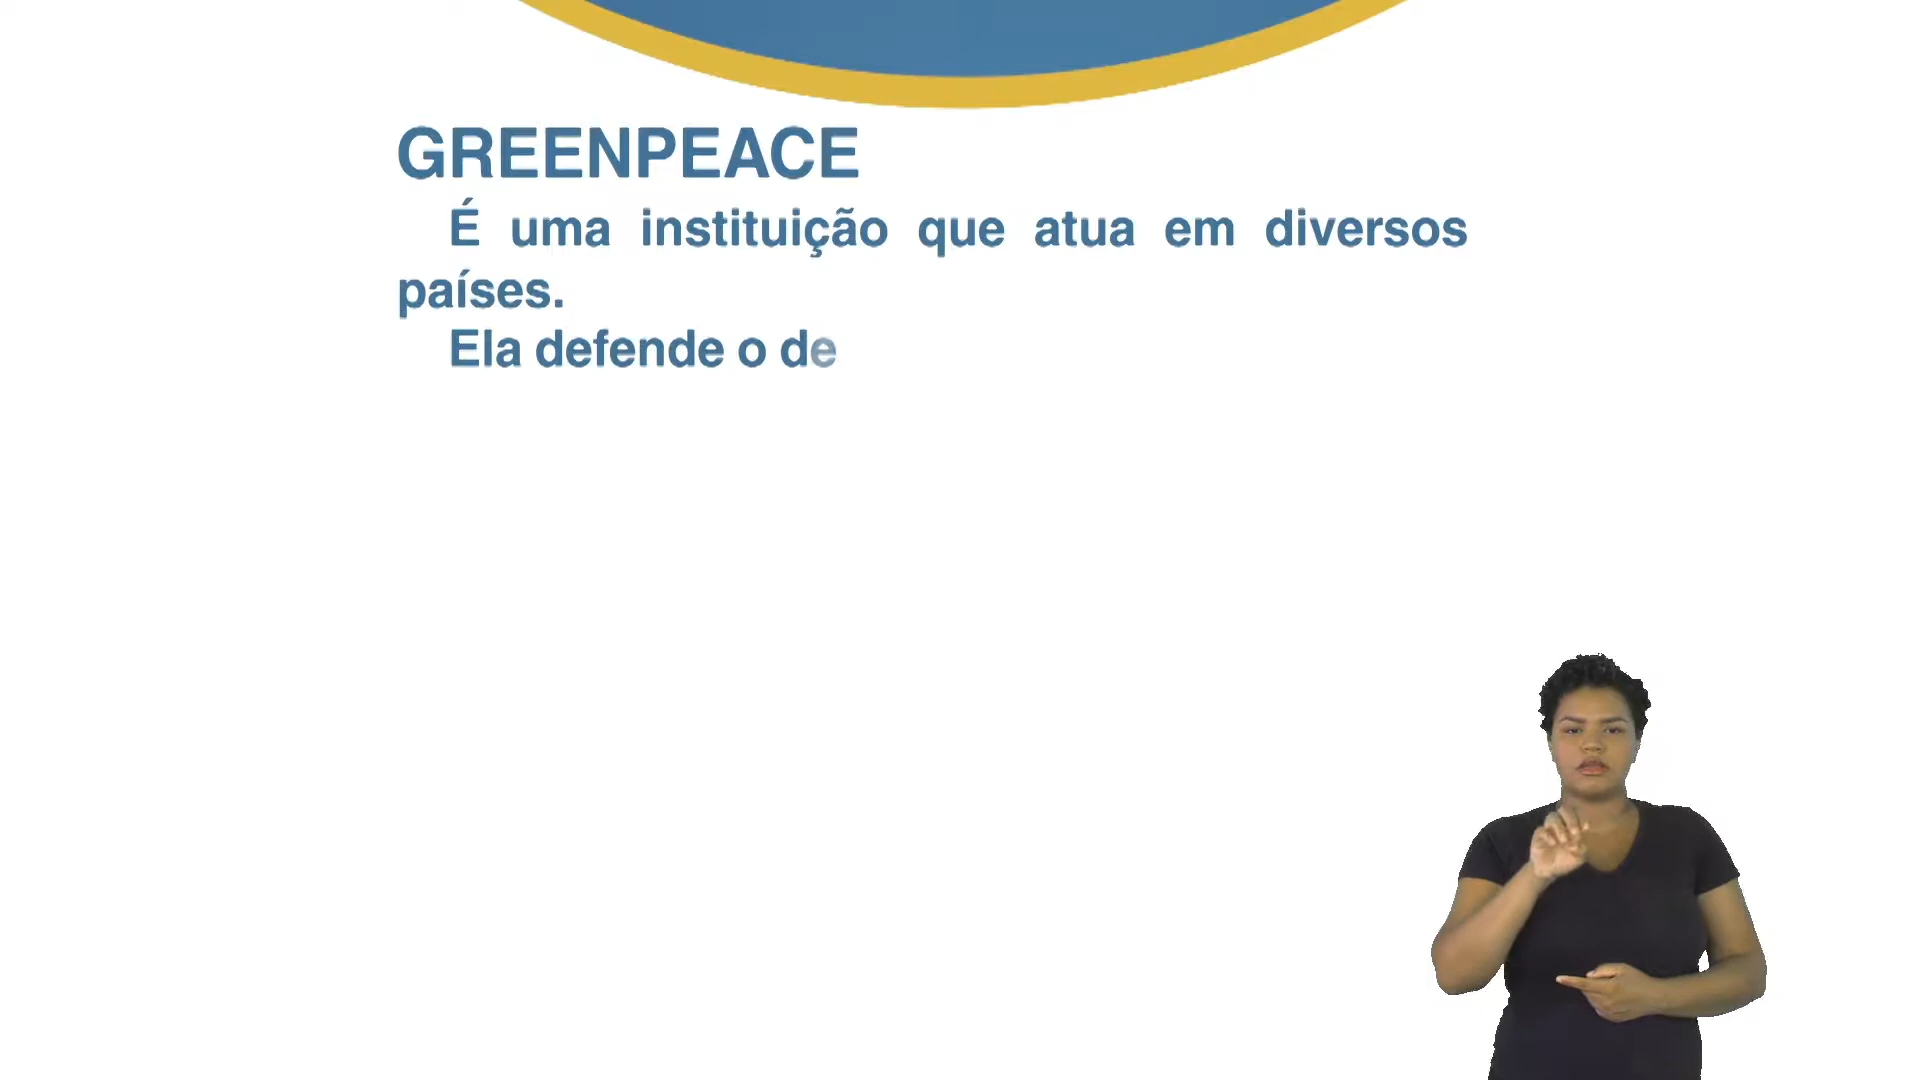 GREENPEACE
É uma instituição que atua em diversos
países.
Ela defende o de